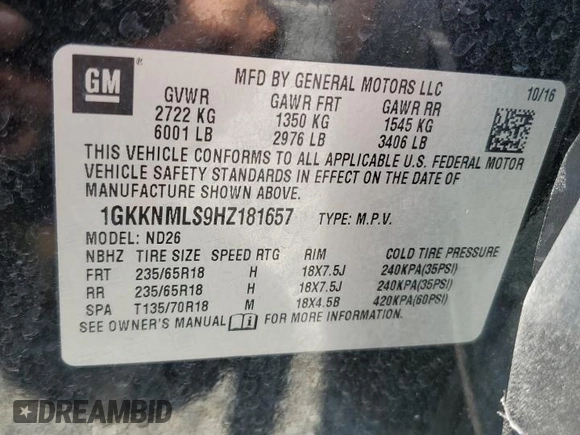 GM
®
MFD BY GENERAL MOTORS LLC
10/16
GVWR GAWR FRT GAWR RR
2722 KG 1350 KG 1545 KG
6001 LB 2976 LB 3406 LB
THIS VEHICLE CONFORMS TO ALL APPLICABLE U.S. FEDERAL MOTOR
VEHICLE SAFETY STANDARDS IN EFFECT ON THE DATE OF
MANUFACTURE SHOWN ABOVE.
1GKKNMLS9HZ181657 TYPE: M.P.V.
MODEL: ND26
NBHZ TIRE SIZE SPEED RTG RIM COLD TIRE PRESSURE
FRT 235/65R18 H 18X7.5J 240KPA(35PSI)
RR 235/65R18 H 18X7.5J 240KPA(35PSI)
SPA T135/70R18 M 18X4.5B 420KPA(60PSI)
SEE OWNER'S MANUAL FOR MORE INFORMATION.
DREAMBID